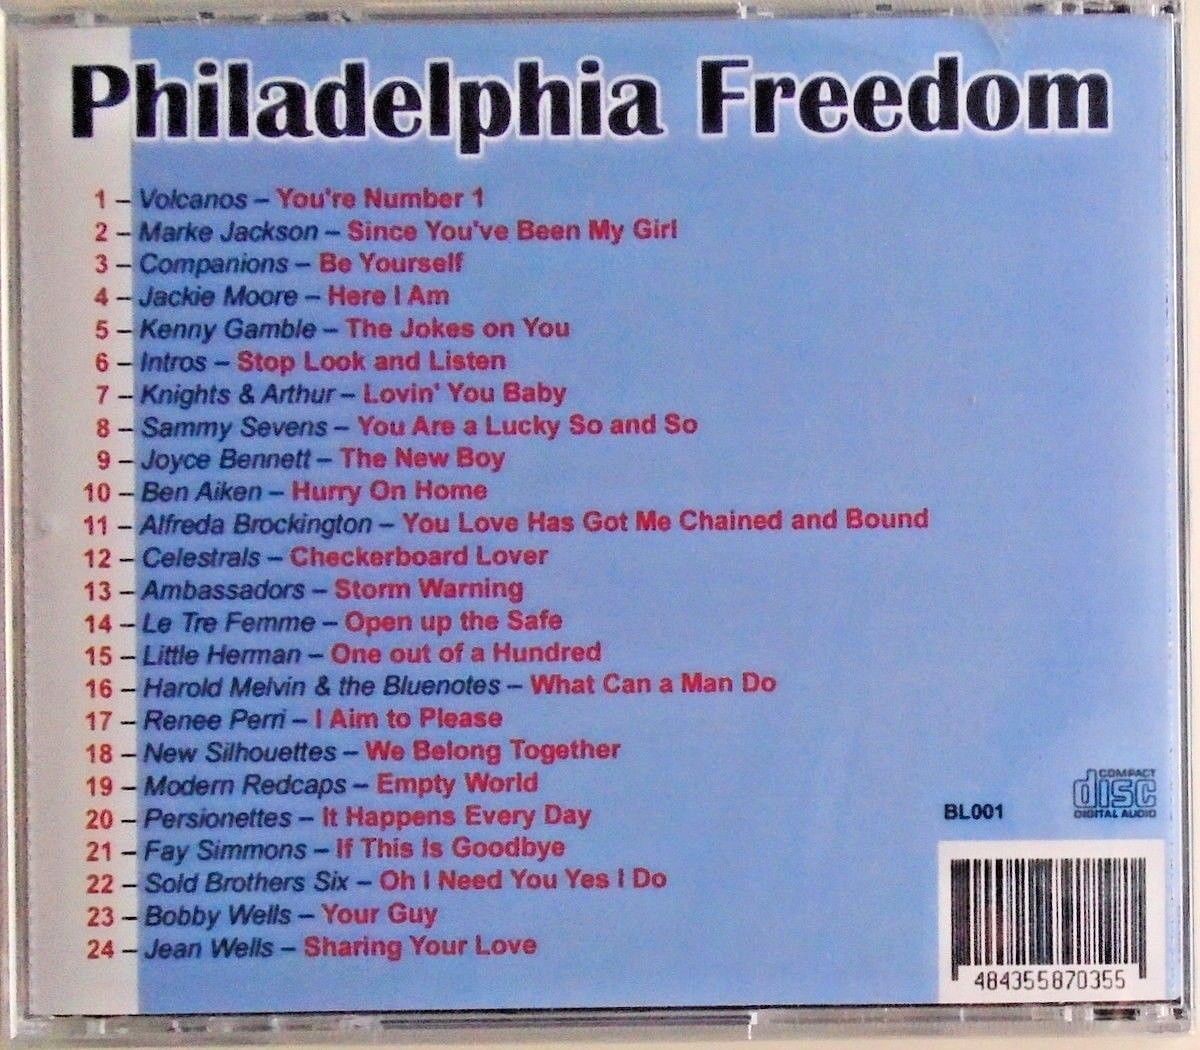 Philadelphia Freedom
1 – Volcanos – You're Number 1
2 – Marke Jackson – Since You've Been My Girl
3 – Companions – Be Yourself
4 – Jackie Moore – Here I Am
5 – Kenny Gamble – The Jokes on You
6 – Intros – Stop Look and Listen
7 – Knights & Arthur – Lovin' You Baby
8 – Sammy Sevens – You Are a Lucky So and So
9 – Joyce Bennett – The New Boy
10 – Ben Aiken – Hurry On Home
11 – Alfreda Brockington – You Love Has Got Me Chained and Bound
12 – Celestrals – Checkerboard Lover
13 – Ambassadors – Storm Warning
14 – Le Tre Femme – Open up the Safe
15 – Little Herman – One out of a Hundred
16 – Harold Melvin & the Bluenotes – What Can a Man Do
17 – Renee Perri – I Aim to Please
18 – New Silhouettes – We Belong Together
19 – Modern Redcaps – Empty World
20 – Persionettes – It Happens Every Day
21 – Fay Simmons – If This Is Goodbye
22 – Sold Brothers Six – Oh I Need You Yes I Do
23 – Bobby Wells – Your Guy
24 – Jean Wells – Sharing Your Love
BL001
COMPACT
disc
DIGITAL AUDIO
484355870355